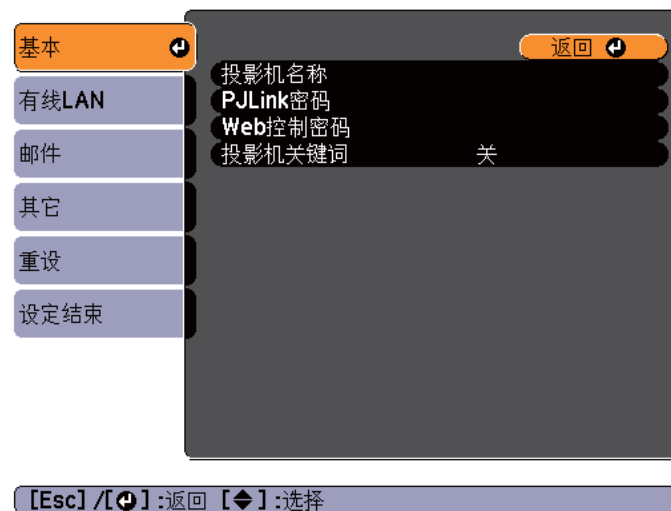 基本
有线LAN
邮件
其它
重设
设定结束
返回
投影机名称
PJLink密码
Web控制密码
投影机关键词 关
[Esc] /[ ] :返回 [ ] :选择